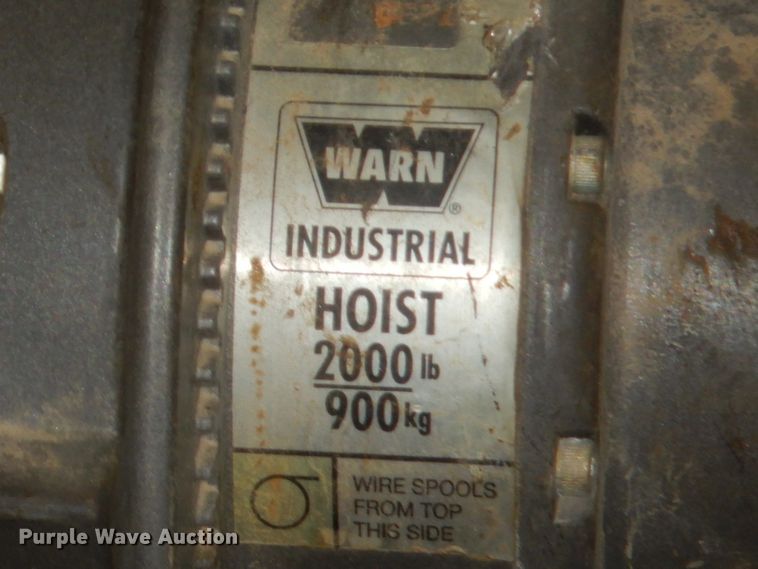 WARN
®
INDUSTRIAL
HOIST
2000 lb
900 kg
WIRE SPOOLS
FROM TOP
THIS SIDE
Purple Wave Auction